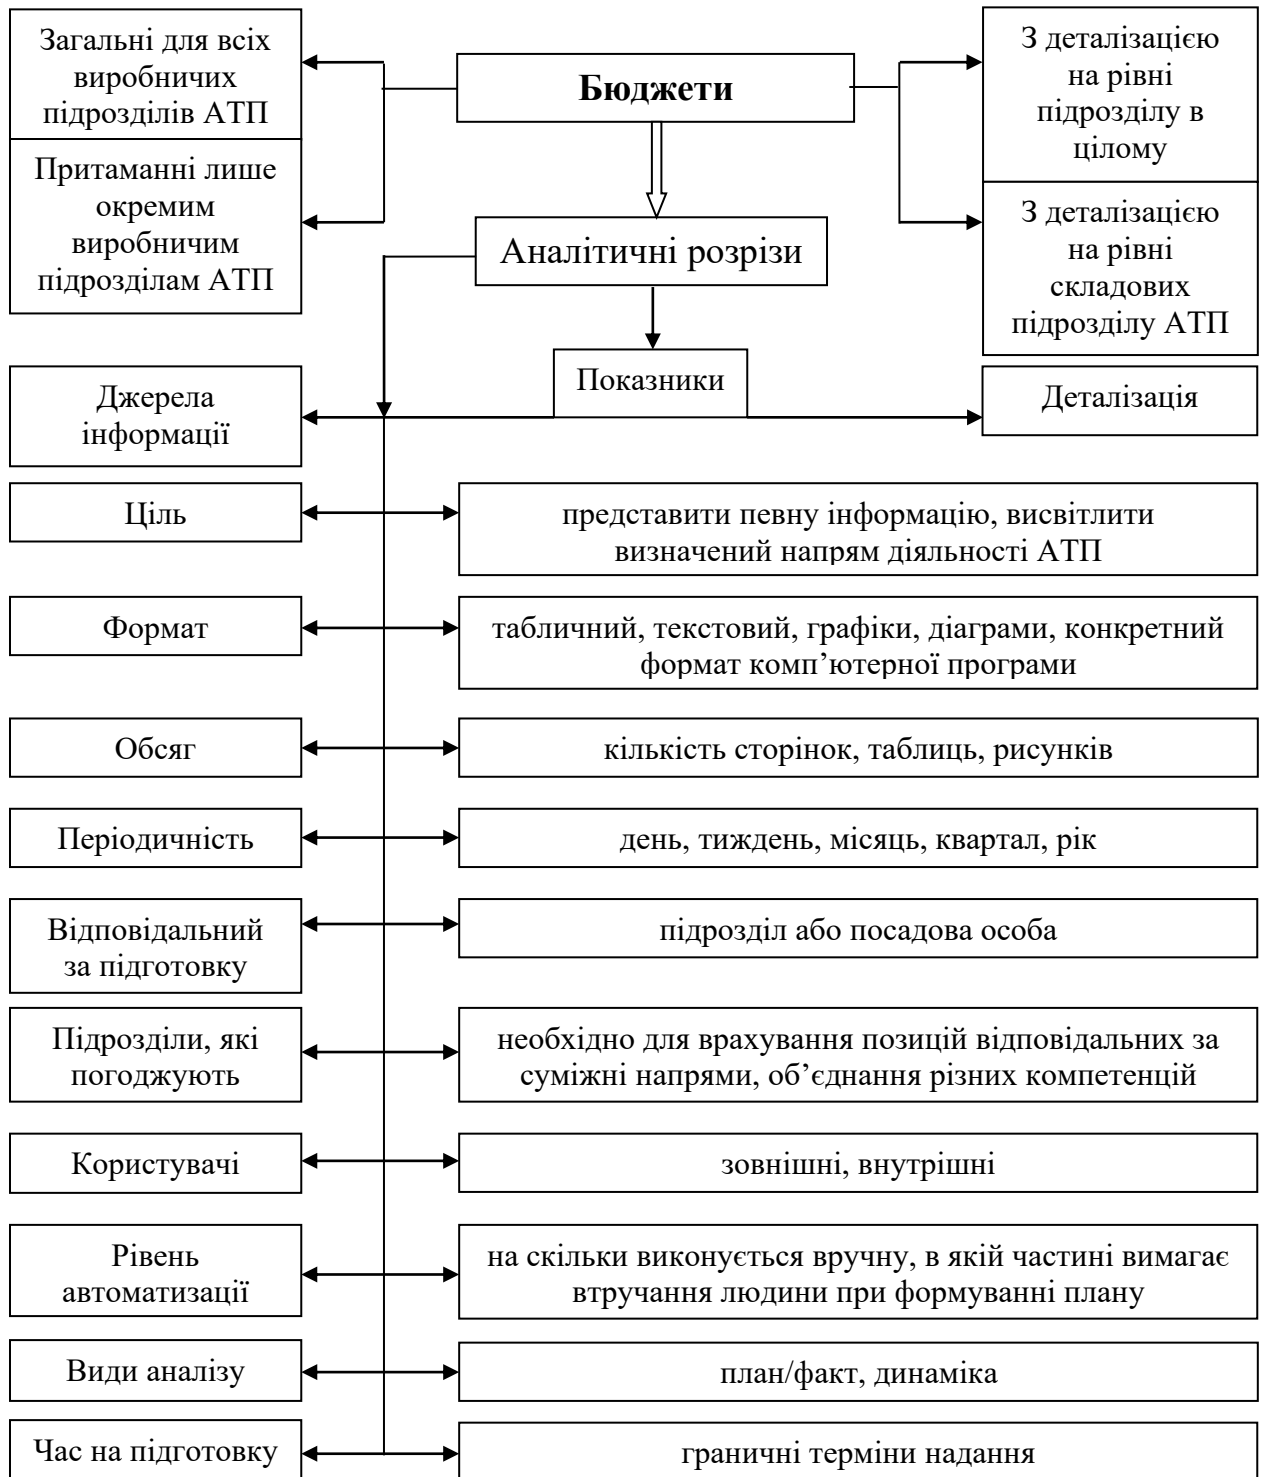 Загальні для всіх
виробничих
підрозділів АТП
Бюджети
З деталізацією
на рівні
підрозділу в
цілому
Притаманні лише
окремим
виробничим
підрозділам АТП
Аналітичні розрізи
З деталізацією
на рівні
складових
підрозділу АТП
Джерела
інформації
Показники
Деталізація
Ціль
представити певну інформацію, висвітлити
визначений напрям діяльності АТП
Формат
табличний, текстовий, графіки, діаграми, конкретний
формат комп’ютерної програми
Обсяг
кількість сторінок, таблиць, рисунків
Періодичність
день, тиждень, місяць, квартал, рік
Відповідальний
за підготовку
підрозділ або посадова особа
Підрозділи, які
погоджують
необхідно для врахування позицій відповідальних за
суміжні напрями, об’єднання різних компетенцій
Користувачі
зовнішні, внутрішні
Рівень
автоматизації
на скільки виконується вручну, в якій частині вимагає
втручання людини при формуванні плану
Види аналізу
план/факт, динаміка
Час на підготовку
граничні терміни надання